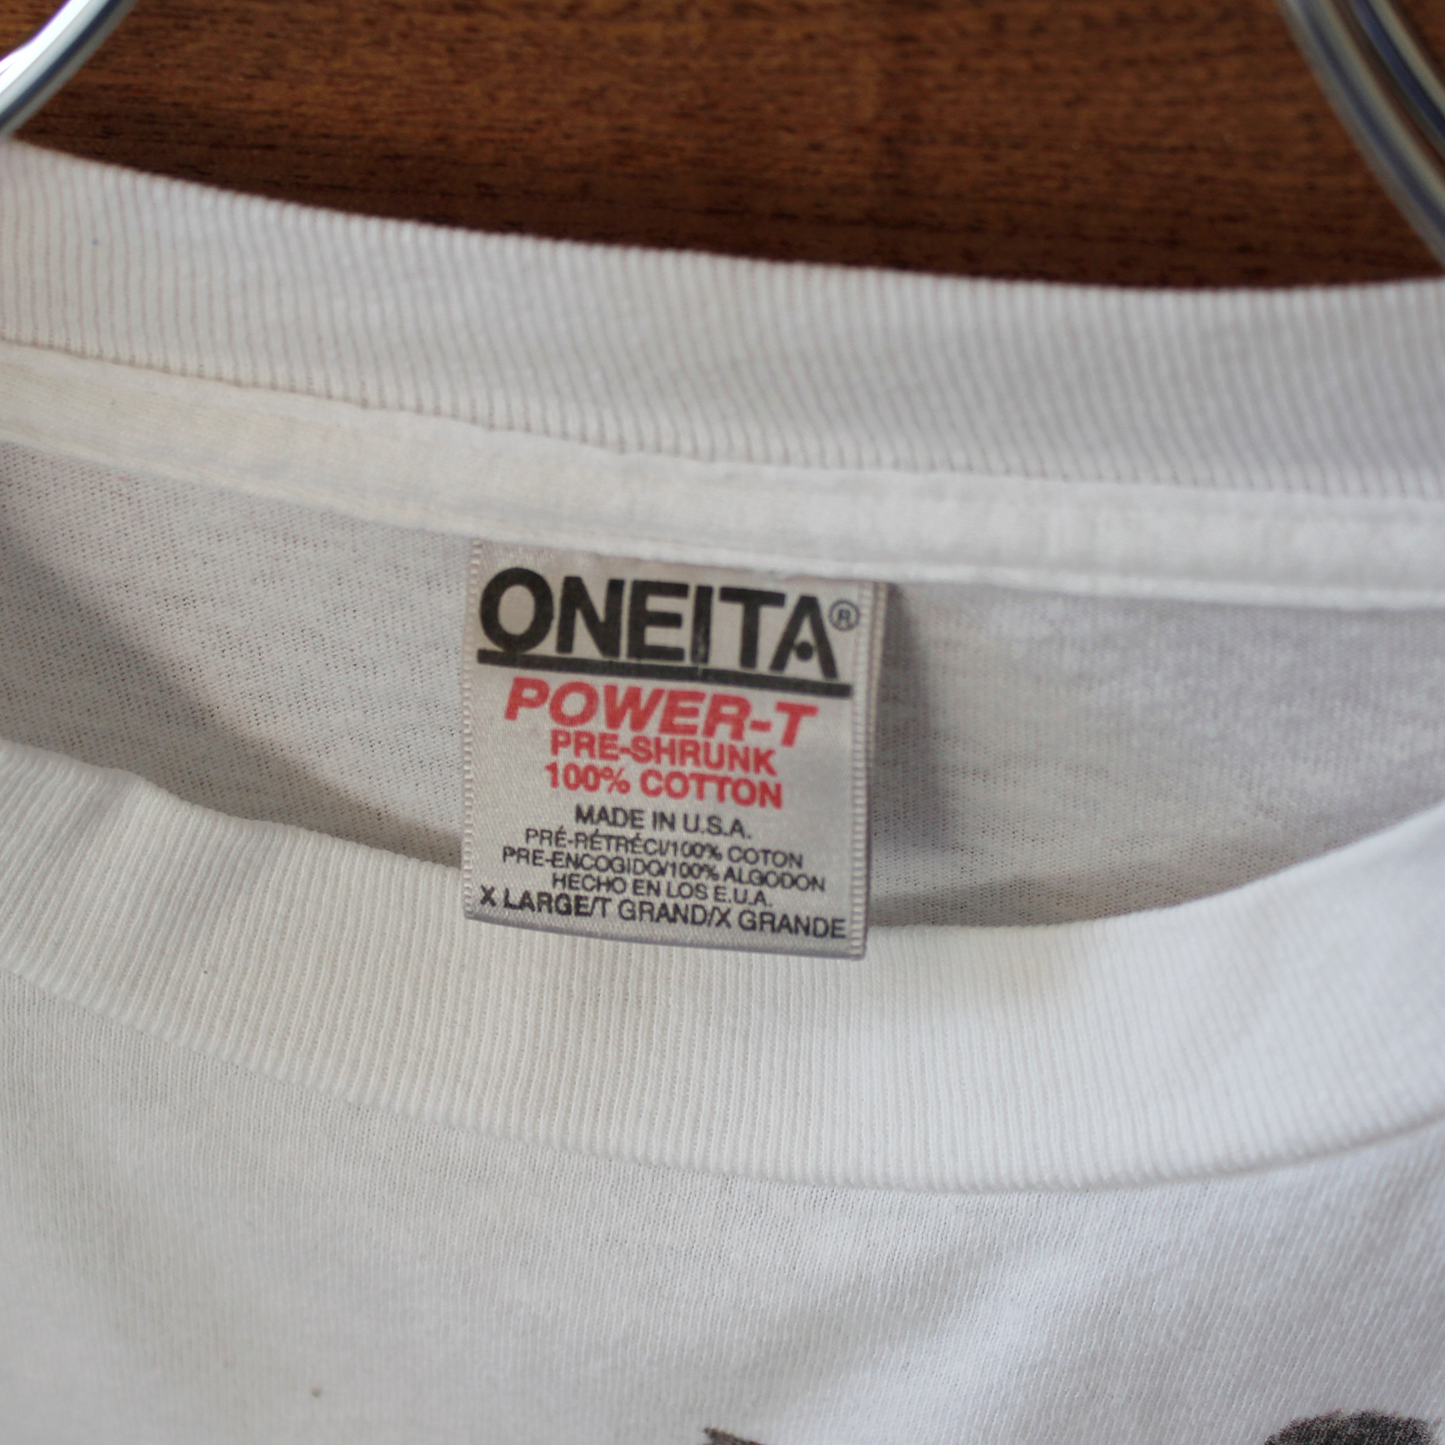 ONEITA®
POWER-T
PRE-SHRUNK
100% COTTON
MADE IN U.S.A.
PRÉ-RÉTRÉCI/100% COTON
PRE-ENCOGIDO/100% ALGODON
HECHO EN LOS E.U.A.
X LARGE/T GRAND/X GRANDE